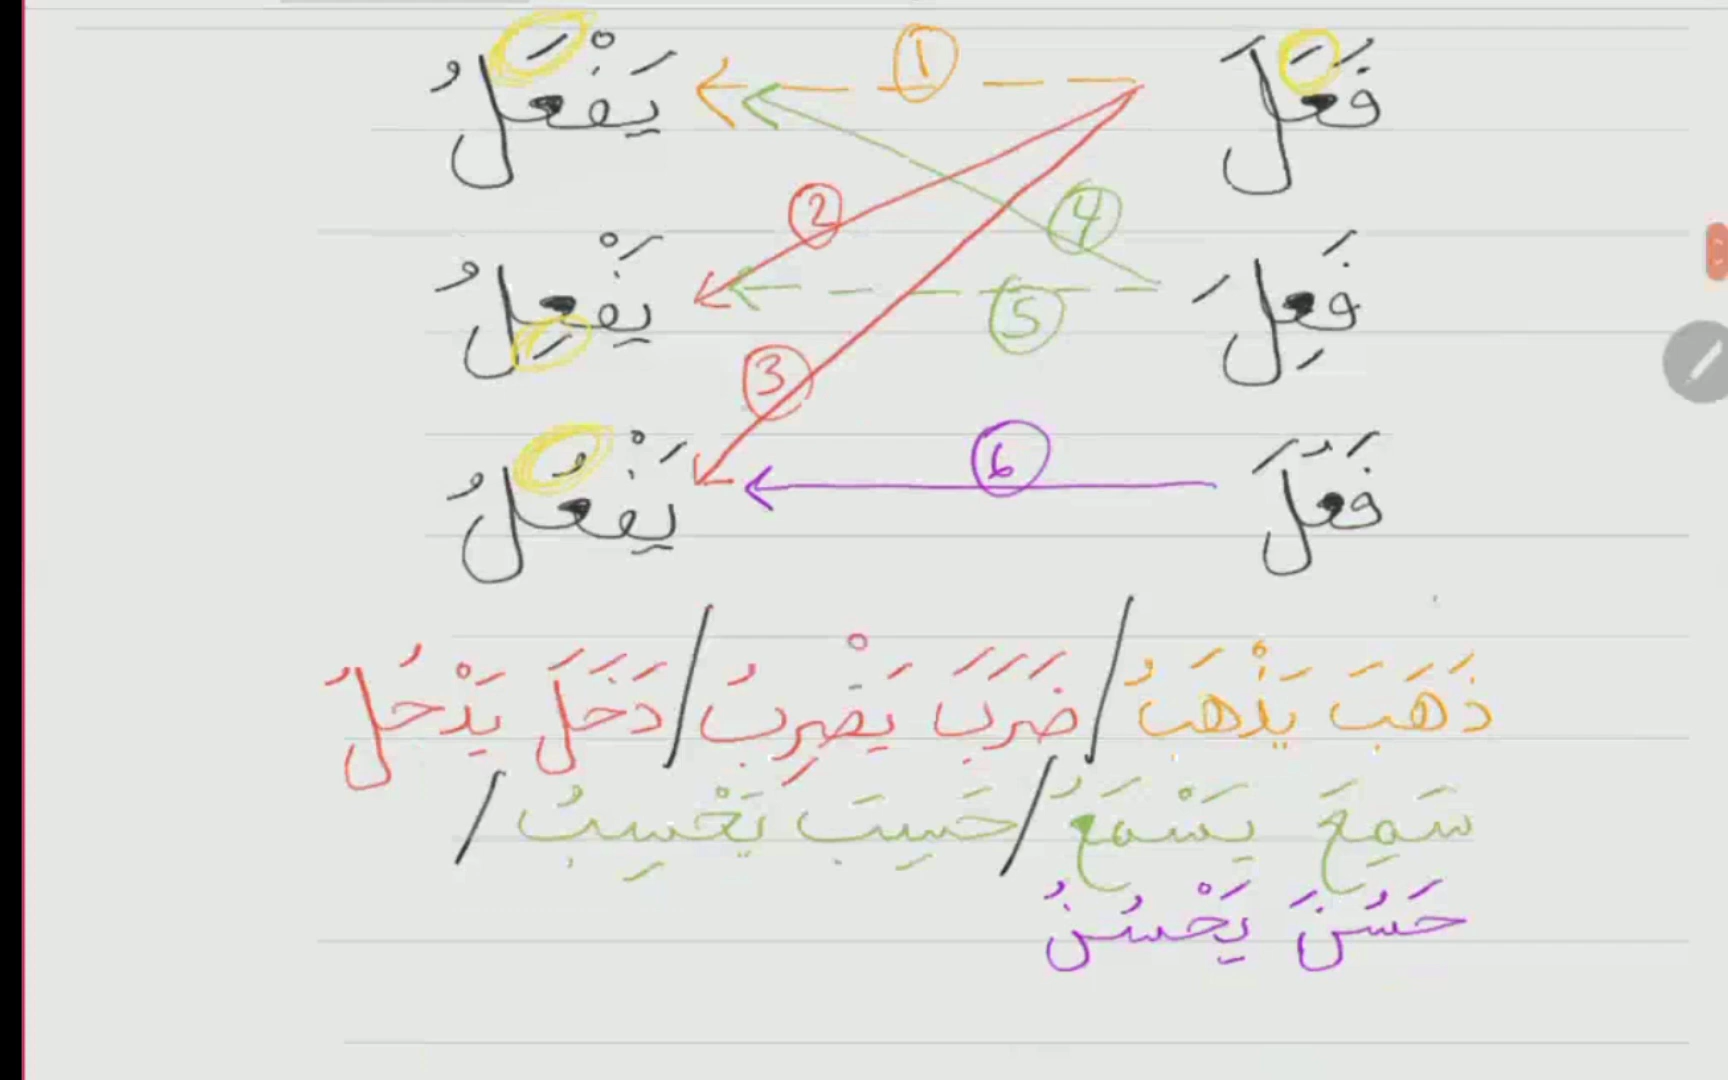 فَعَلَ ① يَفْعَلُ
② ④
فَعِلَ ⑤ يَفْعِلُ
③
فَعُلَ ⑥ يَفْعُلُ
ذَهَبَ يَذْهَبُ / ضَرَبَ يَضْرِبُ / دَخَلَ يَدْخُلُ
سَمِعَ يَسْمَعُ / حَسِبَ يَحْسِبُ /
حَسُنَ يَحْسُنُ